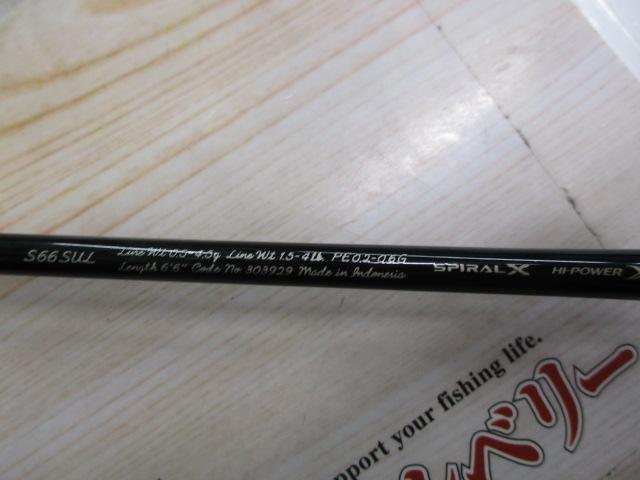 S66SUL Lure Wt 0.5-4.5g Line Wt 1.5-4lb. PE0.2-0.6G
Length 6'6" Code No. 303929 Made in Indonesia SPIRAL X HI-POWER X
pport your fishing life.
ベリー